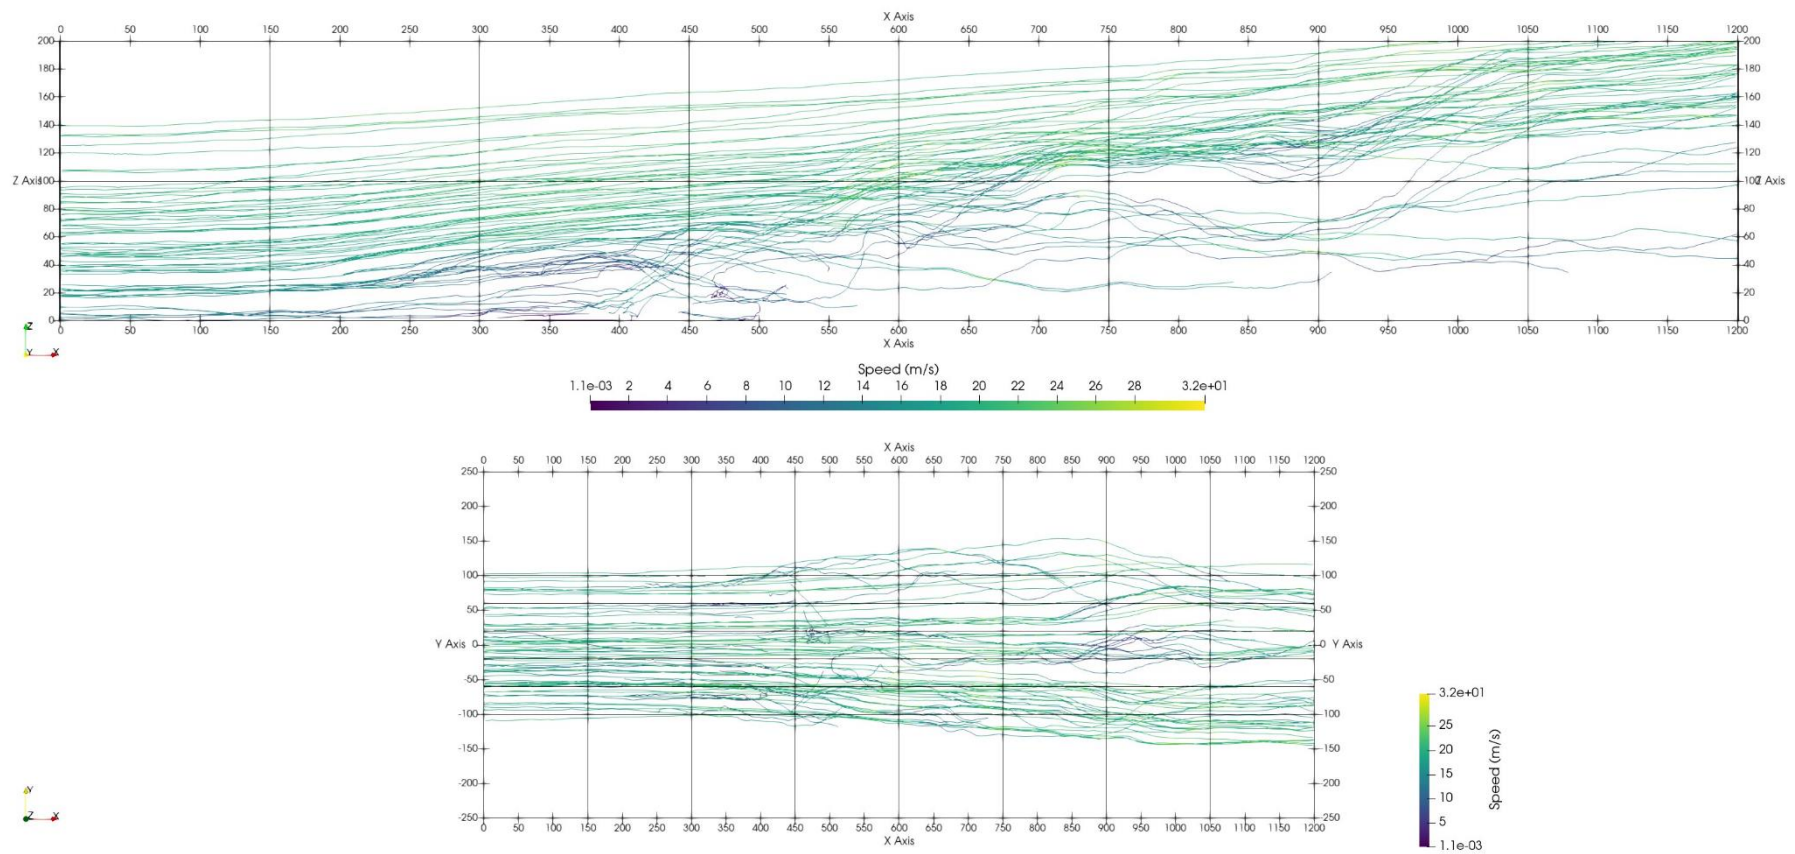 X Axis
0 50 100 150 200 250 300 350 400 450 500 550 600 650 700 750 800 850 900 950 1000 1050 1100 1150 1200
200 200
180 180
160 160
140 140
120 120
Z Axis 100 100 Z Axis
80 80
60 60
40 40
20 20
0 0
0 50 100 150 200 250 300 350 400 450 500 550 600 650 700 750 800 850 900 950 1000 1050 1100 1150 1200
X Axis
Z
Y X
Speed (m/s)
1.1e-03 2 4 6 8 10 12 14 16 18 20 22 24 26 28 3.2e+01
X Axis
0 50 100 150 200 250 300 350 400 450 500 550 600 650 700 750 800 850 900 950 1000 1050 1100 1150 1200
250 250
200 200
150 150
100 100
50 50
Y Axis 0 0 Y Axis
-50 -50
-100 -100
-150 -150
-200 -200
-250 -250
0 50 100 150 200 250 300 350 400 450 500 550 600 650 700 750 800 850 900 950 1000 1050 1100 1150 1200
X Axis
Y
Z X
3.2e+01
25
20
15
10
5
1.1e-03
Speed (m/s)